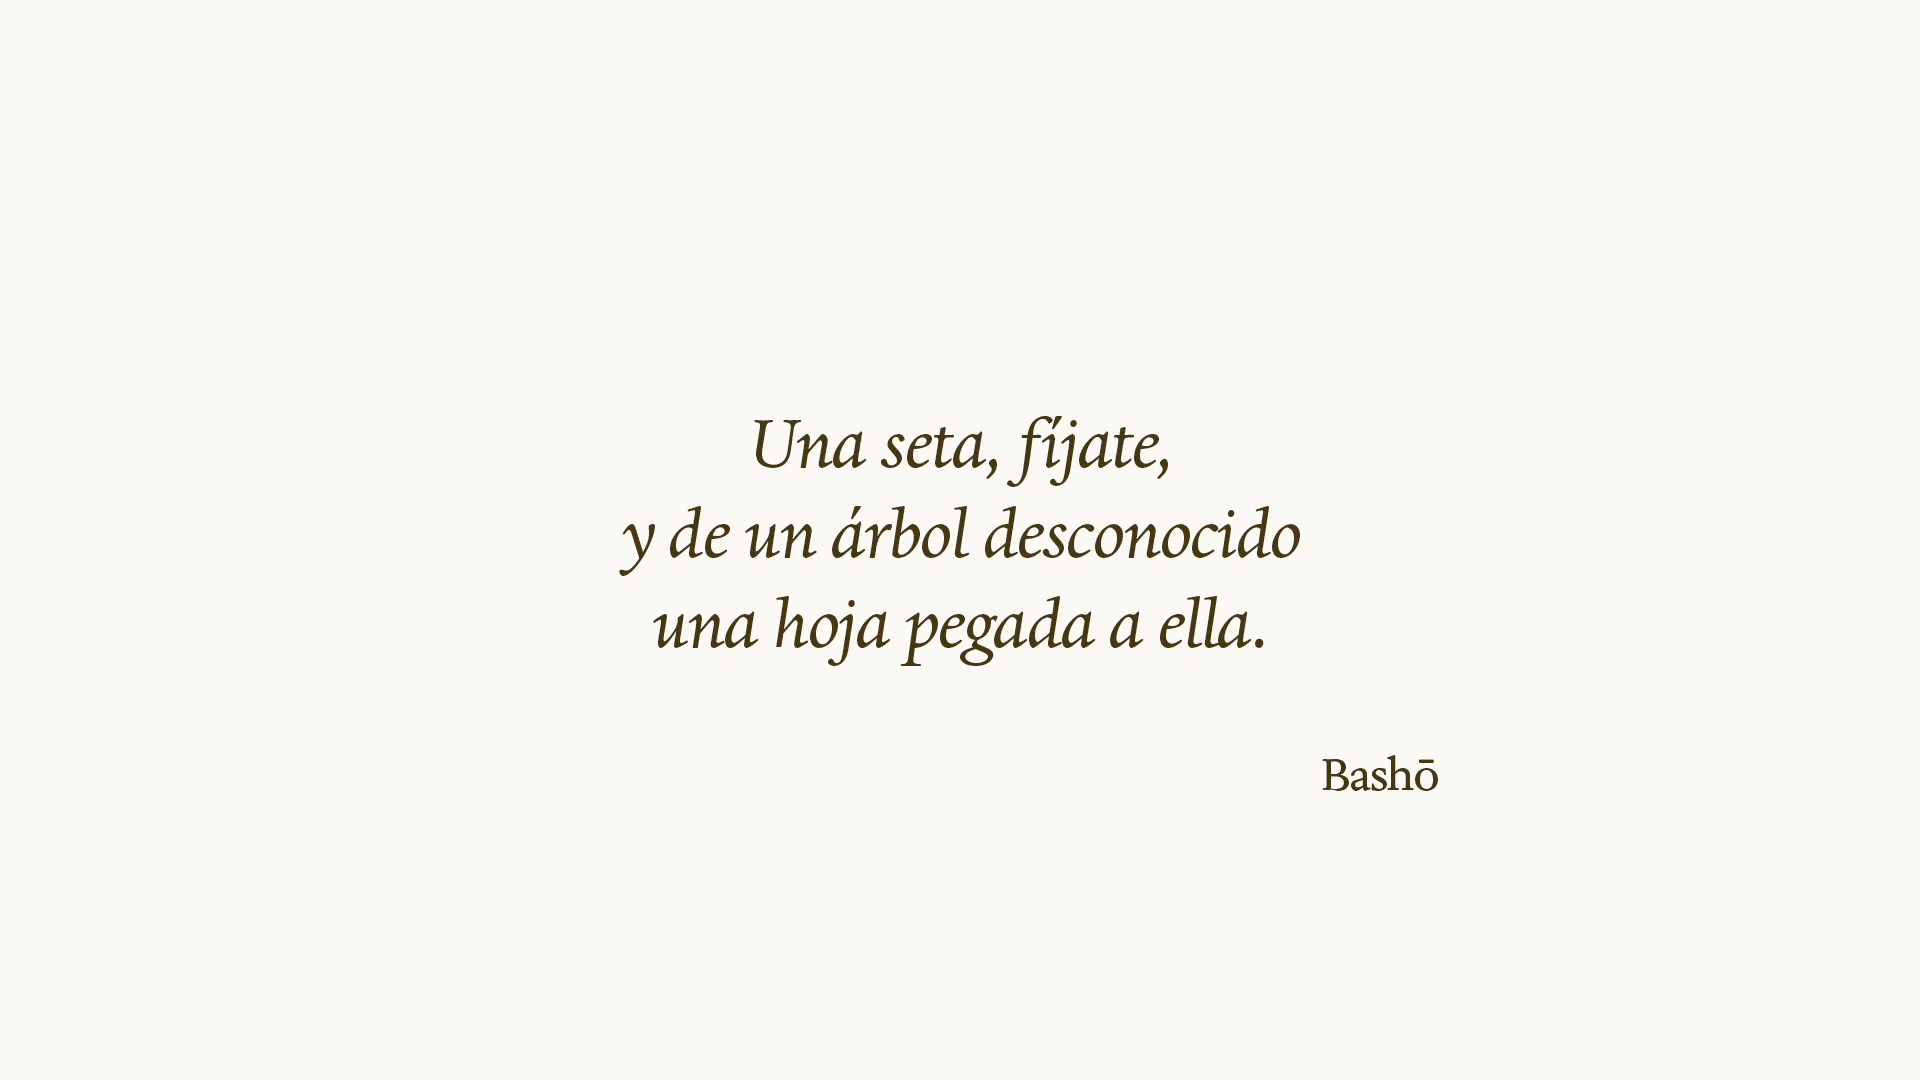 Una seta, fíjate,
y de un árbol desconocido
una hoja pegada a ella.
Bashō